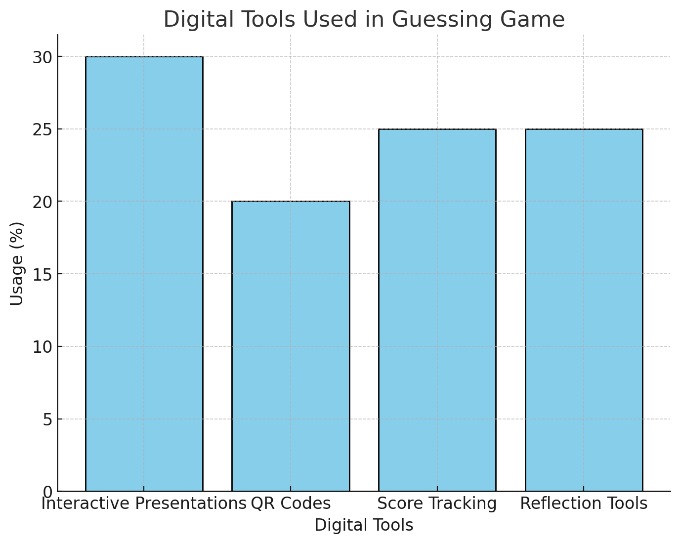 Digital Tools Used in Guessing Game
30
25
20
15
10
5
0
Usage (%)
Interactive Presentations QR Codes Score Tracking Reflection Tools
Digital Tools